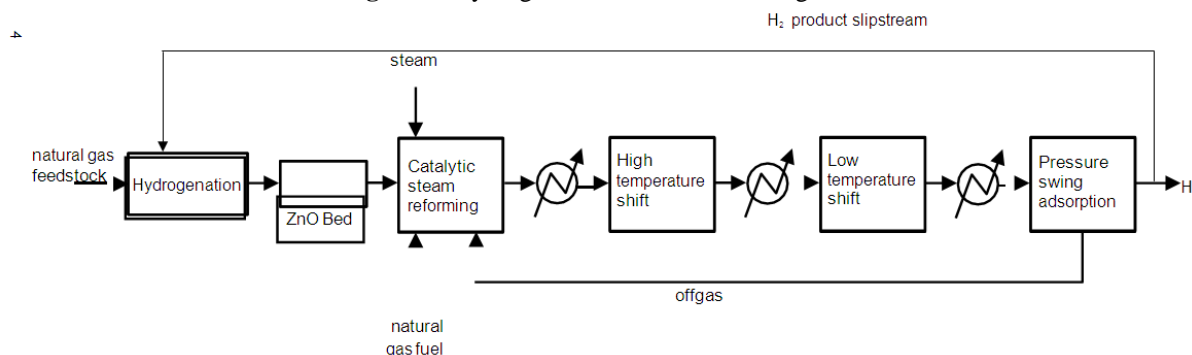 H₂ product slipstream
4
steam
natural gas
feedstock
Hydrogenation
ZnO Bed
Catalytic
steam
reforming
High
temperature
shift
Low
temperature
shift
Pressure
swing
adsorption
H
offgas
natural
gas fuel